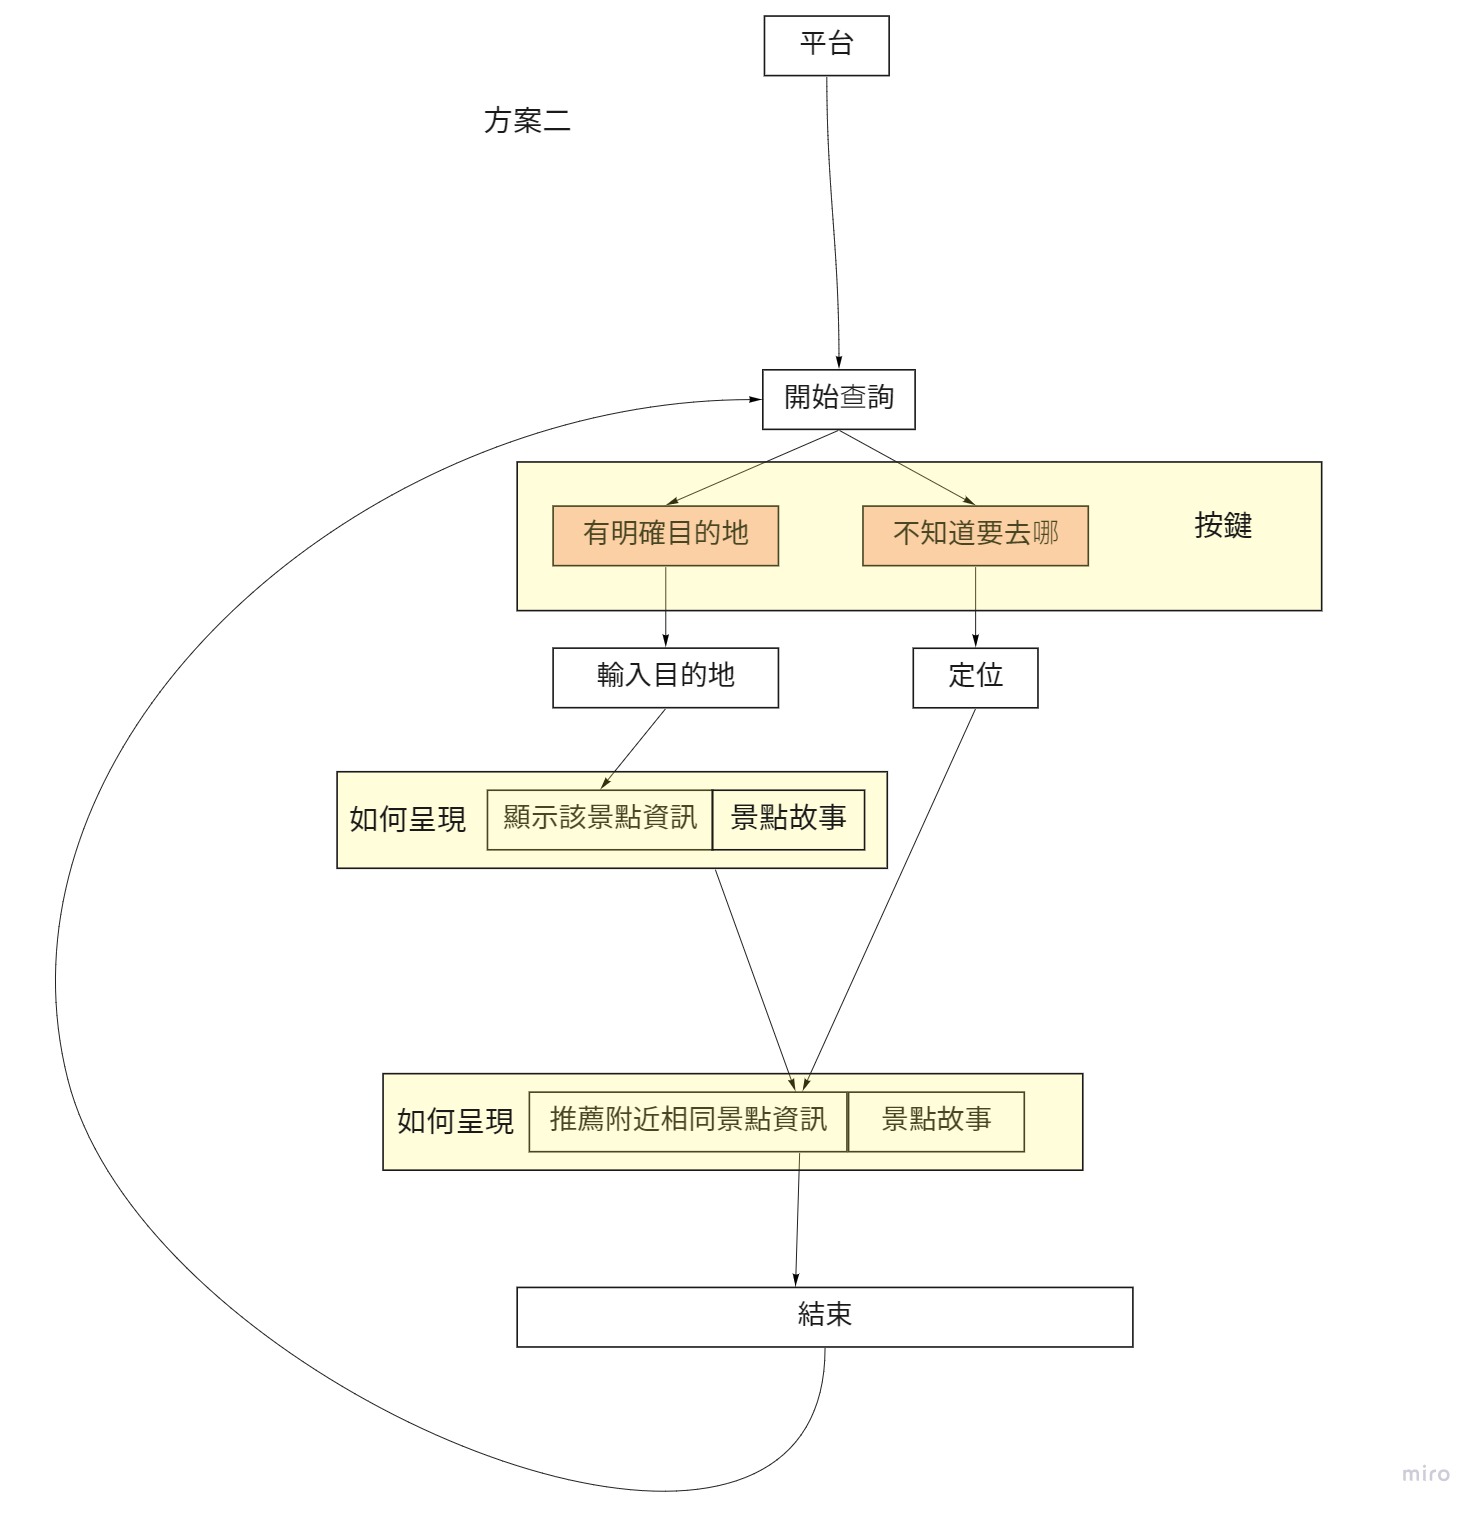 平台
方案二
開始查詢
有明確目的地
不知道要去哪
按鍵
輸入目的地
定位
如何呈現
顯示該景點資訊
景點故事
如何呈現
推薦附近相同景點資訊
景點故事
結束
miro